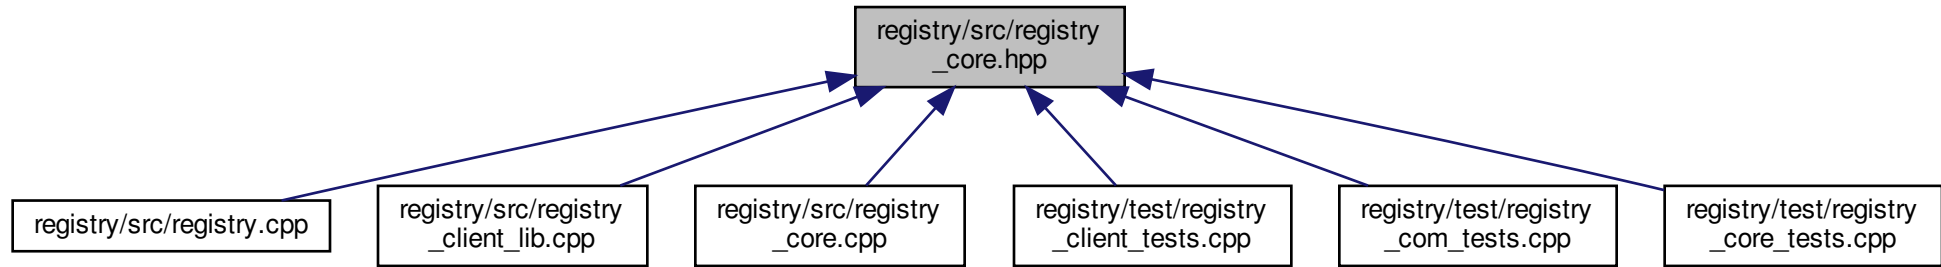 registry/src/registry
_core.hpp
registry/src/registry.cpp
registry/src/registry
_client_lib.cpp
registry/src/registry
_core.cpp
registry/test/registry
_client_tests.cpp
registry/test/registry
_com_tests.cpp
registry/test/registry
_core_tests.cpp